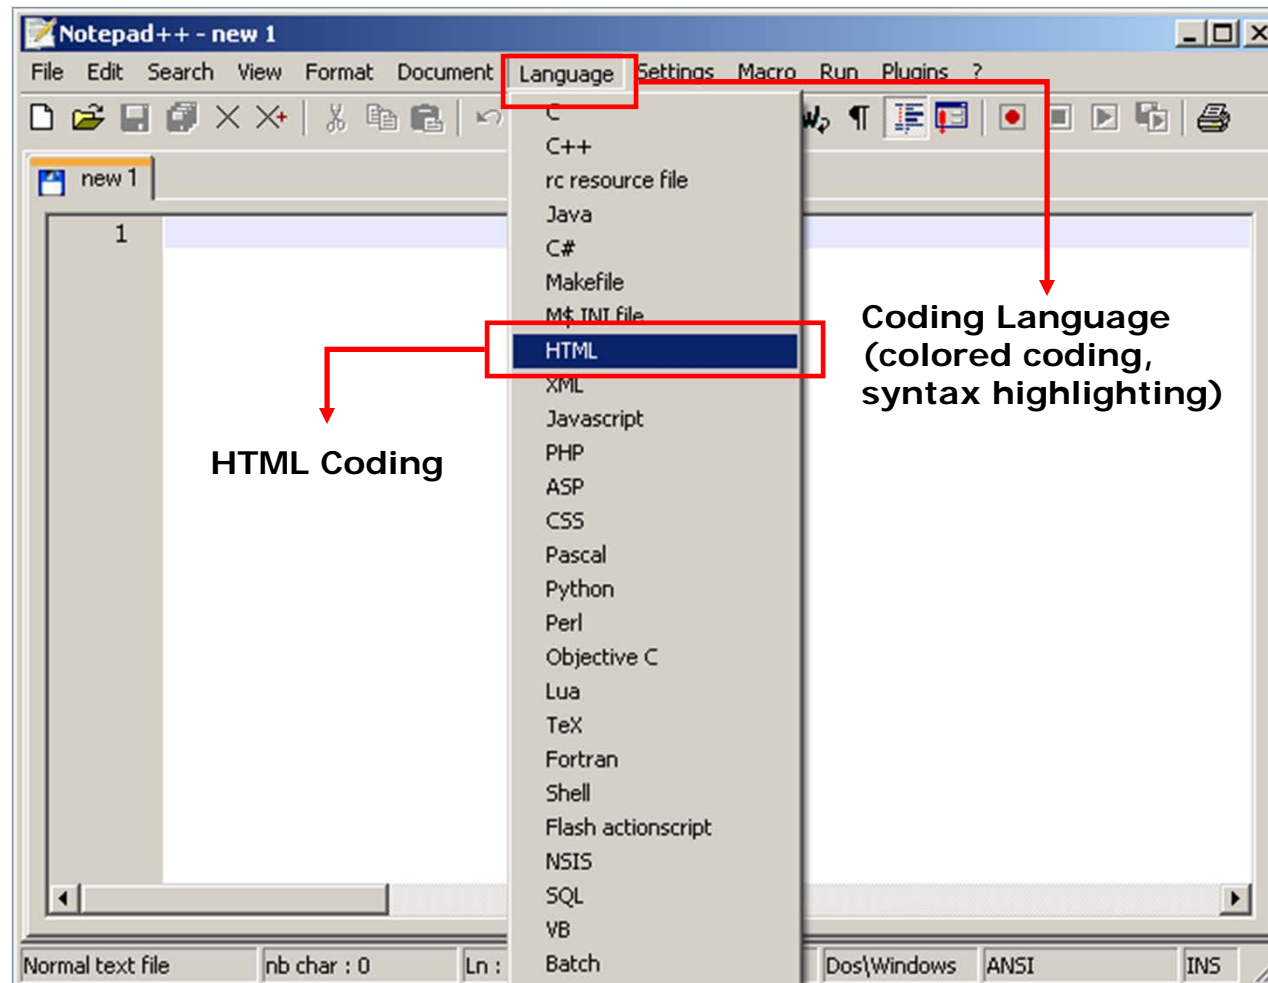 Notepad++ - new 1
File Edit Search View Format Document Language Settings Macro Run Plugins ?
new 1
1
C
C++
rc resource file
Java
C#
Makefile
M$ INI file
HTML
XML
Javascript
PHP
ASP
CSS
Pascal
Python
Perl
Objective C
Lua
TeX
Fortran
Shell
Flash actionscript
NSIS
SQL
VB
Batch
HTML Coding
Coding Language
(colored coding,
syntax highlighting)
Normal text file nb char : 0 Ln : Dos\Windows ANSI INS